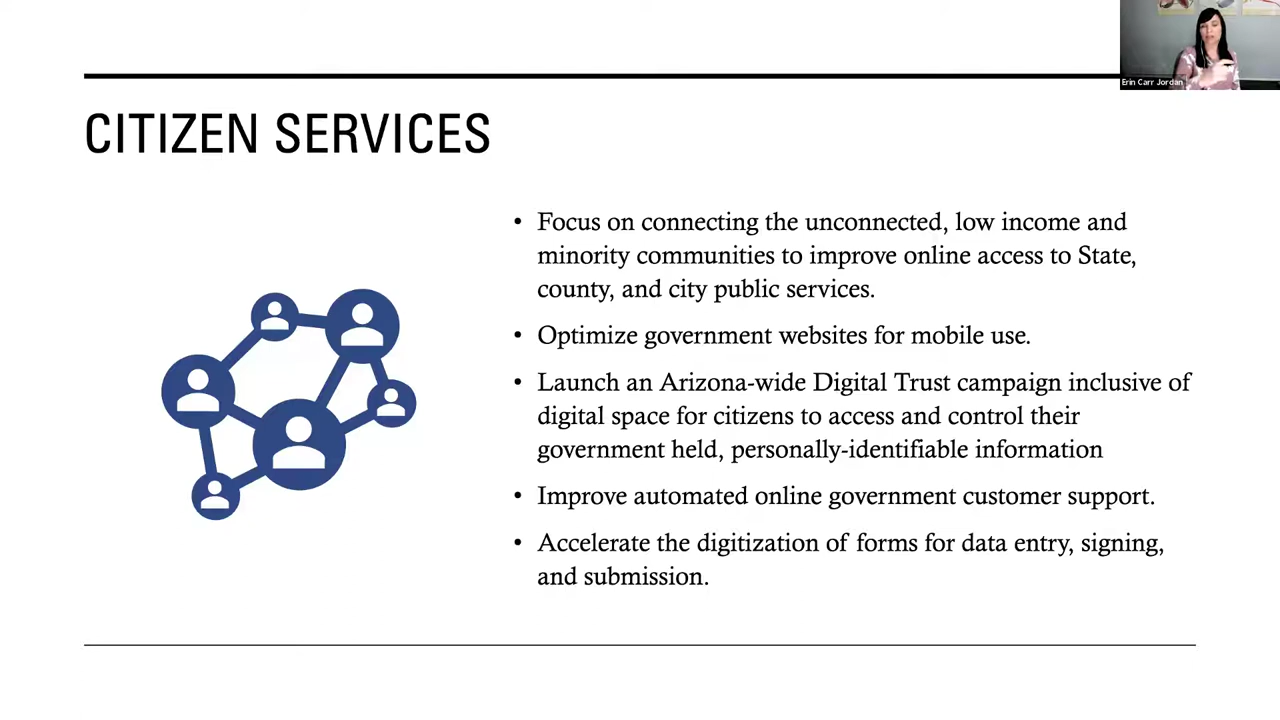 Erin Carr Jordan
CITIZEN SERVICES
• Focus on connecting the unconnected, low income and
minority communities to improve online access to State,
county, and city public services.
• Optimize government websites for mobile use.
• Launch an Arizona-wide Digital Trust campaign inclusive of
digital space for citizens to access and control their
government held, personally-identifiable information
• Improve automated online government customer support.
• Accelerate the digitization of forms for data entry, signing,
and submission.